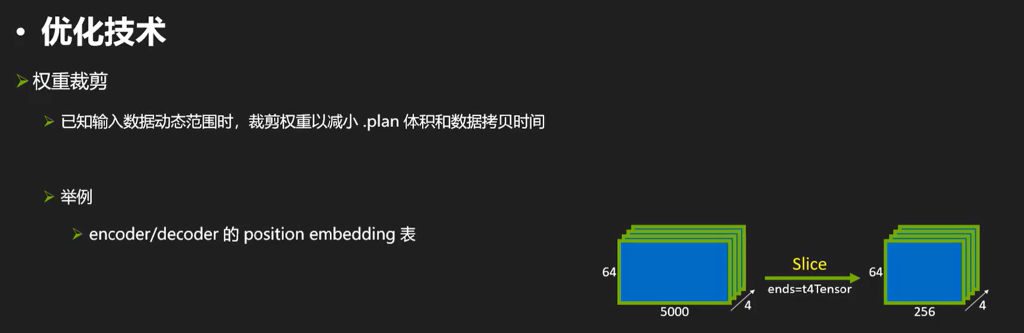 • 优化技术
权重裁剪
已知输入数据动态范围时，裁剪权重以减小 .plan 体积和数据拷贝时间
举例
encoder/decoder 的 position embedding 表
64
5000
4
Slice
ends=t4Tensor
64
256
4